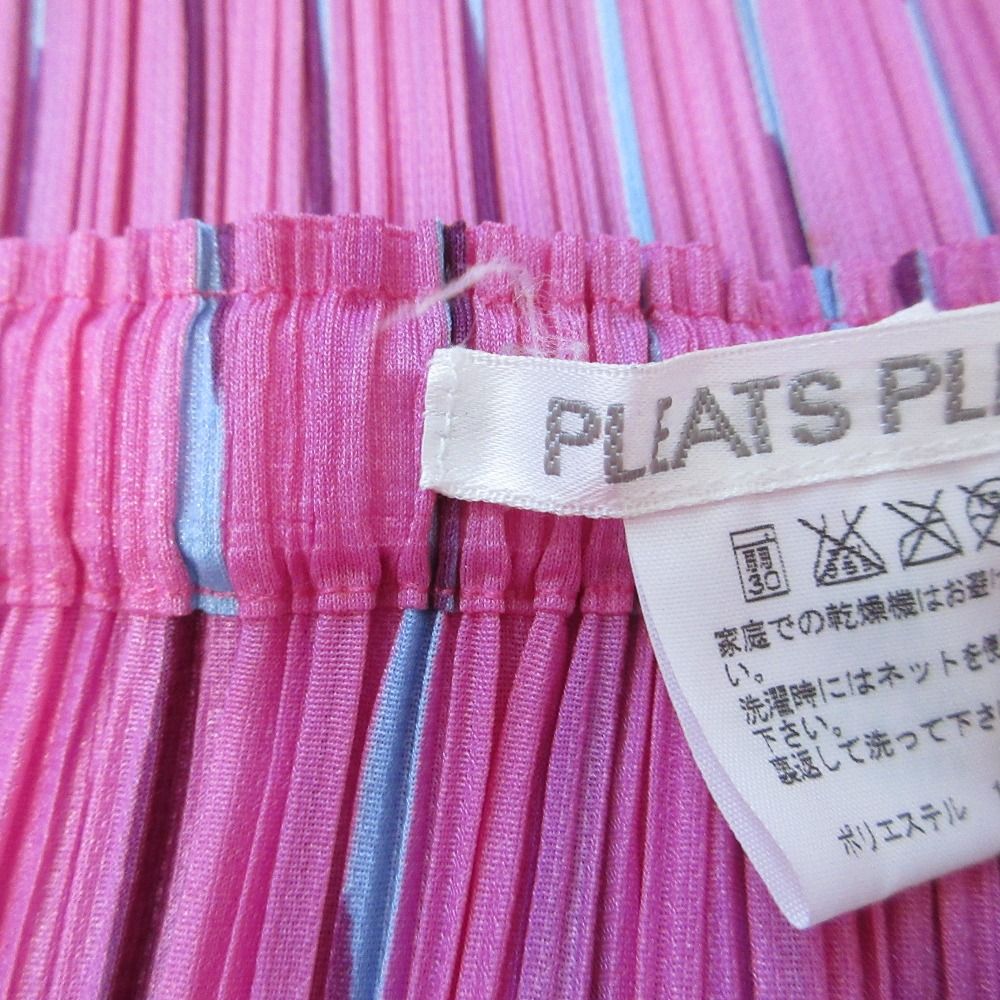 PLEATS PL
30
家庭での乾燥機はお避
い。
洗濯時にはネットを使
下さい。
裏返して洗って下さ
ポリエステル